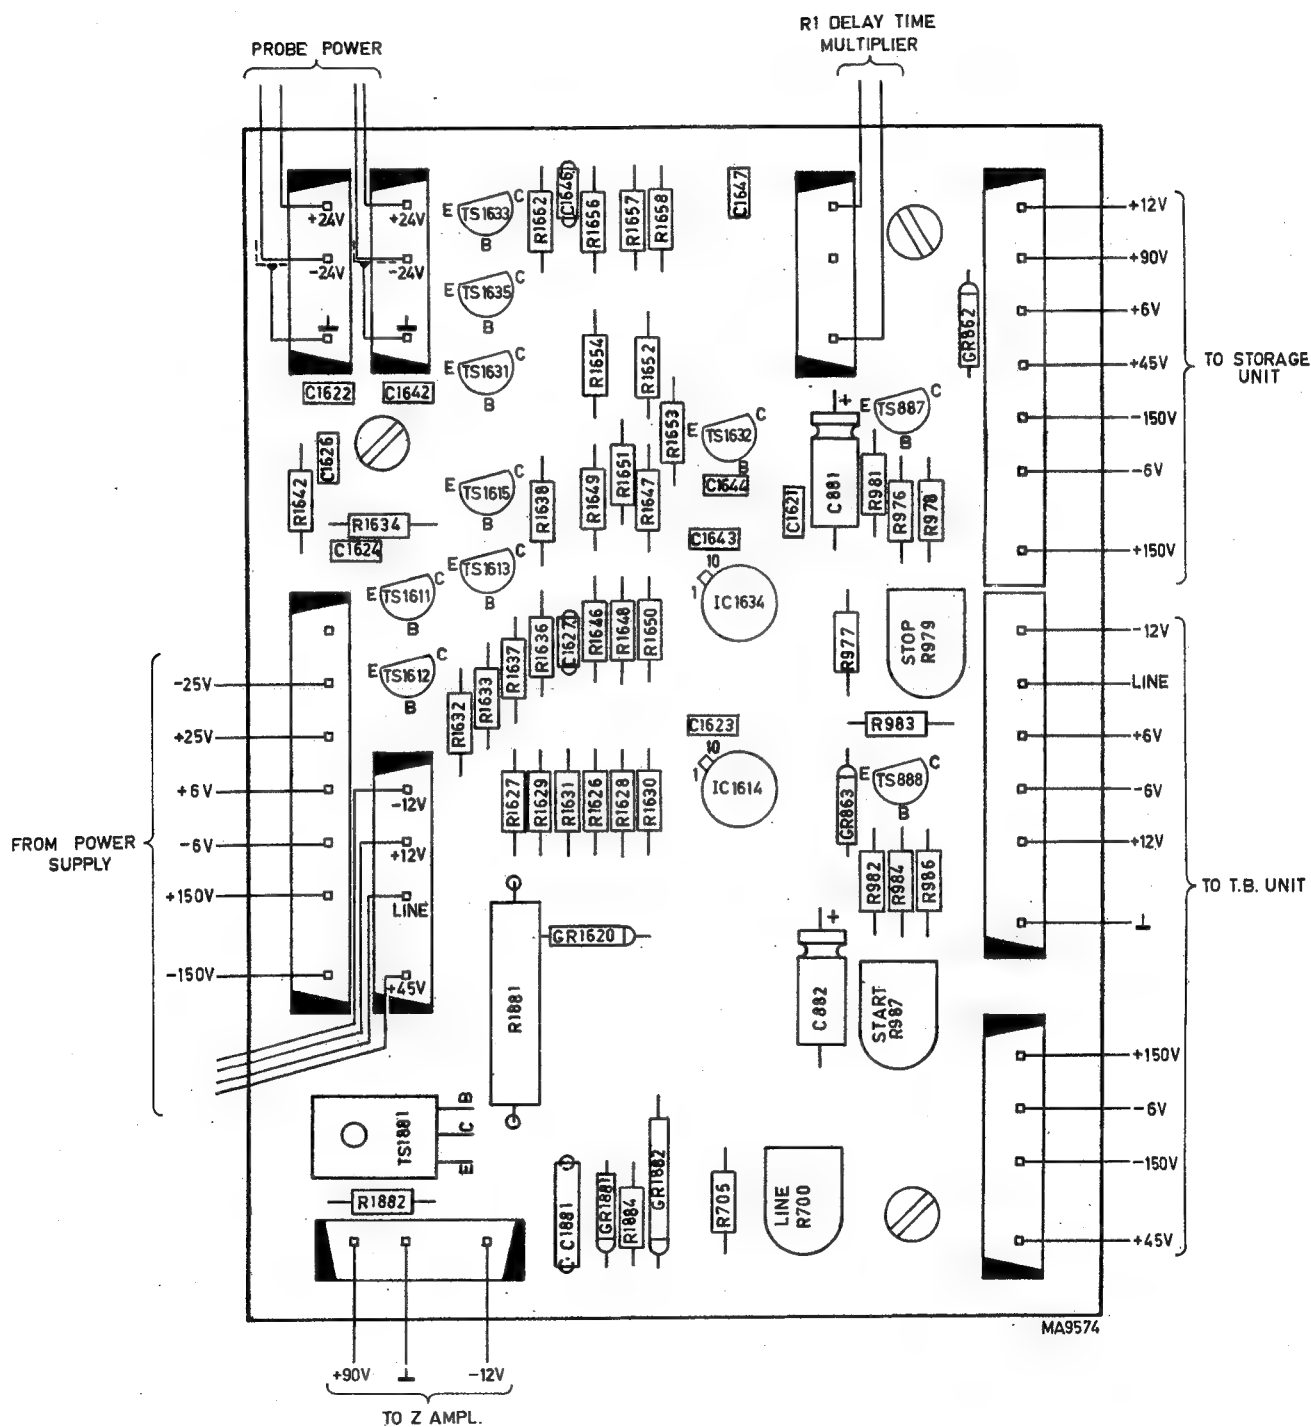 R1 DELAY TIME
MULTIPLIER
PROBE POWER
+24V
-24V
+24V
-24V
E TS1633 C
B
R1662
C1646
R1656
R1657
R1658
C1647
E TS1635 C
B
GR862
+12V
+90V
+6V
+45V
-150V
-6V
+150V
TO STORAGE
UNIT
C1622
C1642
E TS1631 C
B
R1654
R1652
R1653
E TS1632 C
B
C1644
+
C881
E TS887 C
B
R981
R976
R978
C1626
R1642
R1634
C1624
E TS1615 C
B
R1638
R1649
R1651
R1647
C1621
C1643
10
1
IC1634
E TS1613 C
B
E TS1611 C
B
E TS1612 C
B
R1632
R1633
R1637
R1636
C1627
R1646
R1648
R1650
R977
STOP
R979
R983
-12V
LINE
+6V
-6V
+12V
TO T.B. UNIT
FROM POWER
SUPPLY
-25V
+25V
+6V
-6V
+150V
-150V
-12V
+12V
LINE
+45V
R1627
R1629
R1631
R1626
R1628
R1630
C1623
10
1
IC1614
GR863
E TS888 C
B
R982
R984
R986
R1881
GR1620
+
C882
START
R987
+150V
-6V
-150V
+45V
TS1881
B
C
E
R1882
C1881
GR1881
R1884
GR1882
R705
LINE
R700
MA9574
+90V
-12V
TO Z AMPL.